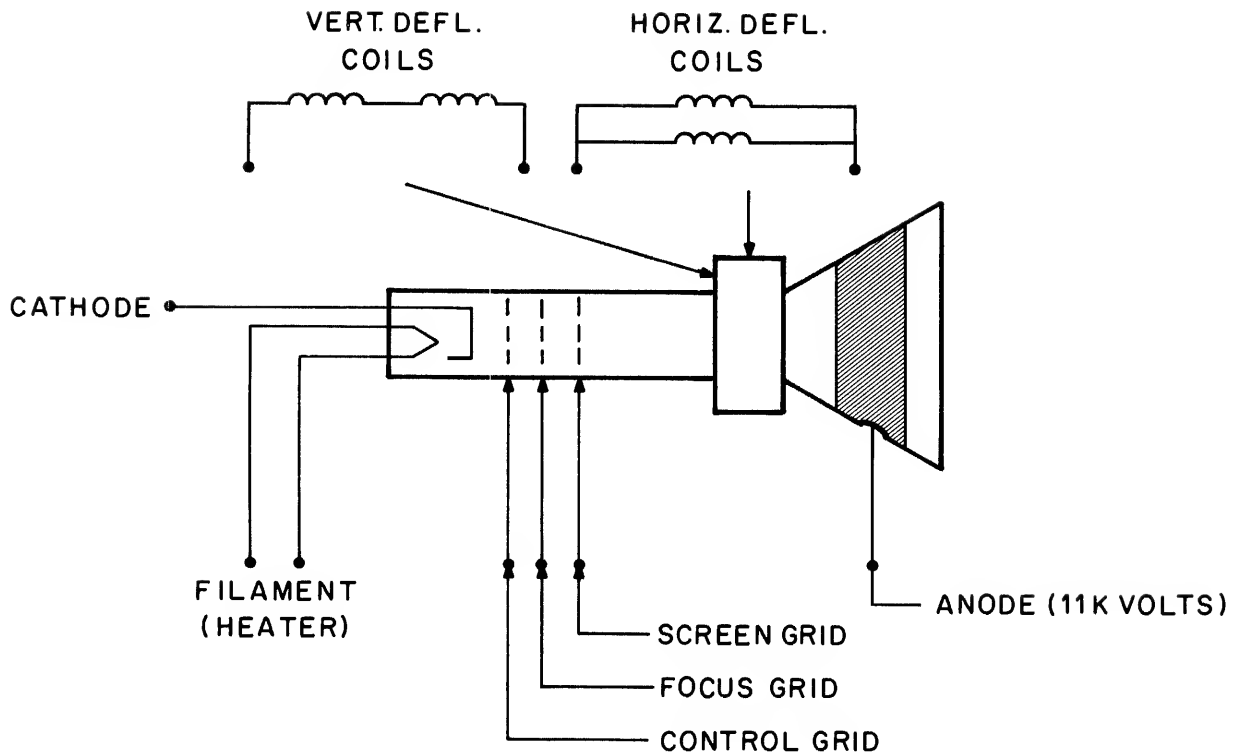 VERT. DEFL.
COILS
HORIZ. DEFL.
COILS
CATHODE
FILAMENT
(HEATER)
ANODE (11K VOLTS)
SCREEN GRID
FOCUS GRID
CONTROL GRID